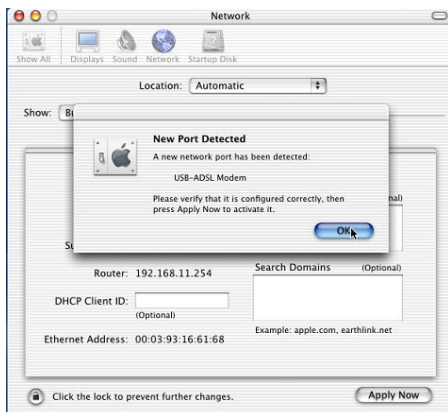 Network
Show All Displays Sound Network Startup Disk
Location: Automatic
Show:
New Port Detected
A new network port has been detected:
USB-ADSL Modem
Please verify that it is configured correctly, then
press Apply Now to activate it.
OK
Router: 192.168.11.254
Search Domains (Optional)
DHCP Client ID:
(Optional)
Example: apple.com, earthlink.net
Ethernet Address: 00:03:93:16:61:68
Click the lock to prevent further changes.
Apply Now